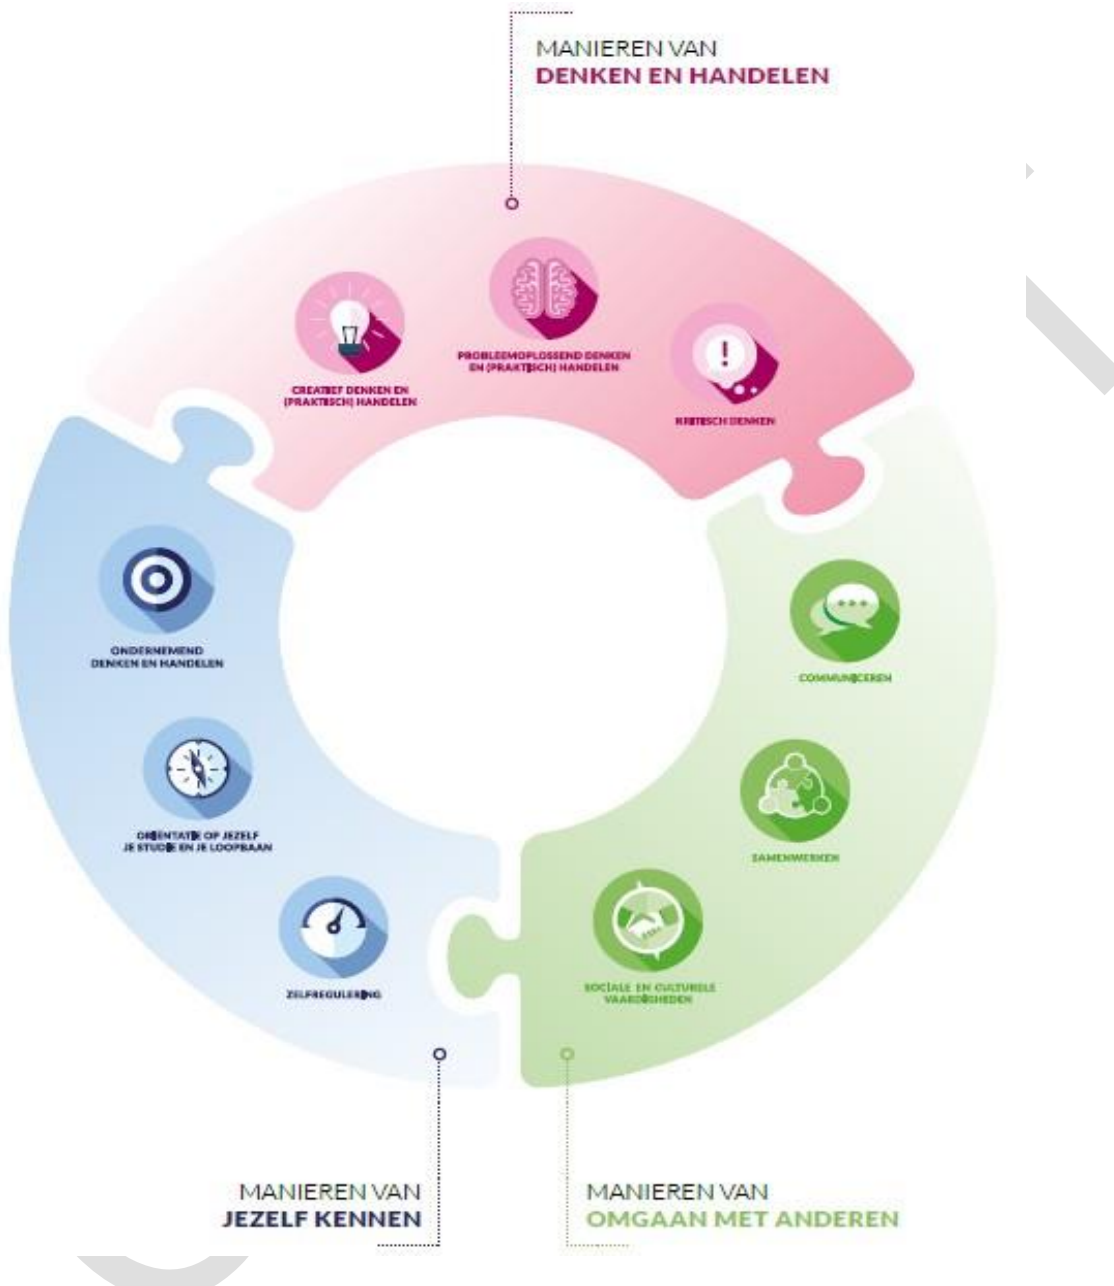 MANIEREN VAN
DENKEN EN HANDELEN
CREATIEF DENKEN EN
(PRAKTISCH) HANDELEN
PROBLEEMOPLOSSEND DENKEN
EN (PRAKTISCH) HANDELEN
KRITISCH DENKEN
ONDERNEMEND
DENKEN EN HANDELEN
ORIËNTATIE OP JEZELF
JE STUDIE EN JE LOOPBAAN
ZELFREGULERING
COMMUNICEREN
SAMENWERKEN
SOCIALE EN CULTURELE
VAARDIGHEDEN
MANIEREN VAN
JEZELF KENNEN
MANIEREN VAN
OMGAAN MET ANDEREN